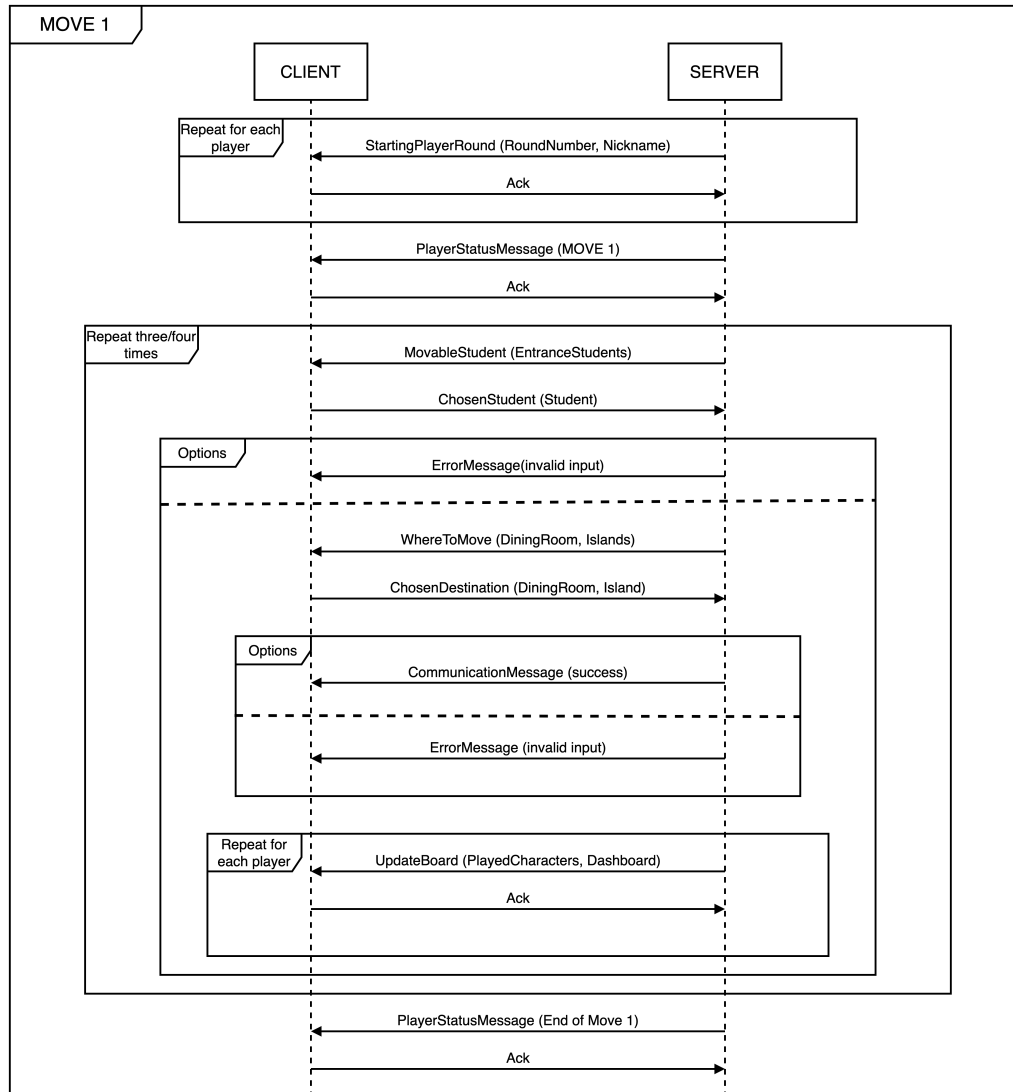 MOVE 1
CLIENT
SERVER
Repeat for each
player
StartingPlayerRound (RoundNumber, Nickname)
Ack
PlayerStatusMessage (MOVE 1)
Ack
Repeat three/four
times
MovableStudent (EntranceStudents)
ChosenStudent (Student)
Options
ErrorMessage(invalid input)
WhereToMove (DiningRoom, Islands)
ChosenDestination (DiningRoom, Island)
Options
CommunicationMessage (success)
ErrorMessage (invalid input)
Repeat for
each player
UpdateBoard (PlayedCharacters, Dashboard)
Ack
PlayerStatusMessage (End of Move 1)
Ack